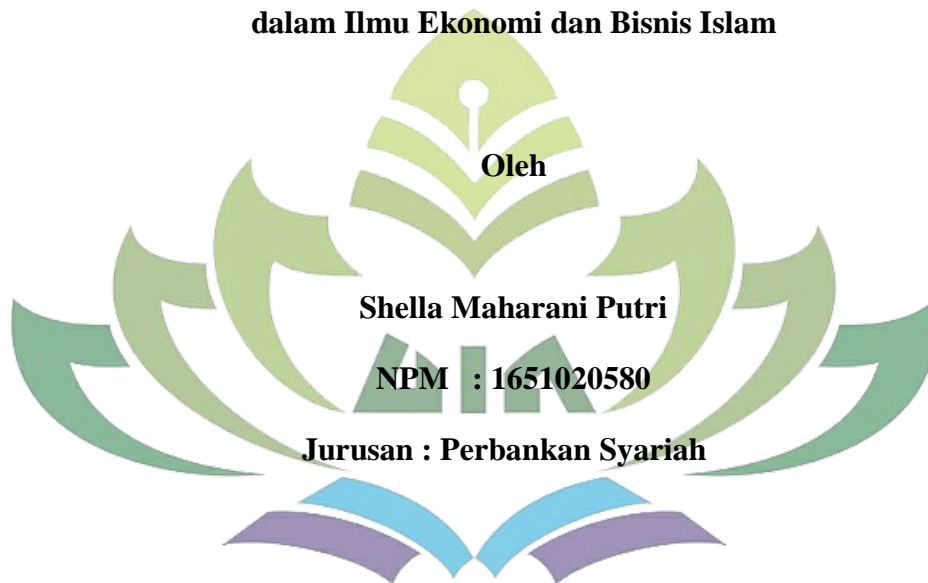 dalam Ilmu Ekonomi dan Bisnis Islam
Oleh
Shella Maharani Putri
NPM : 1651020580
Jurusan : Perbankan Syariah